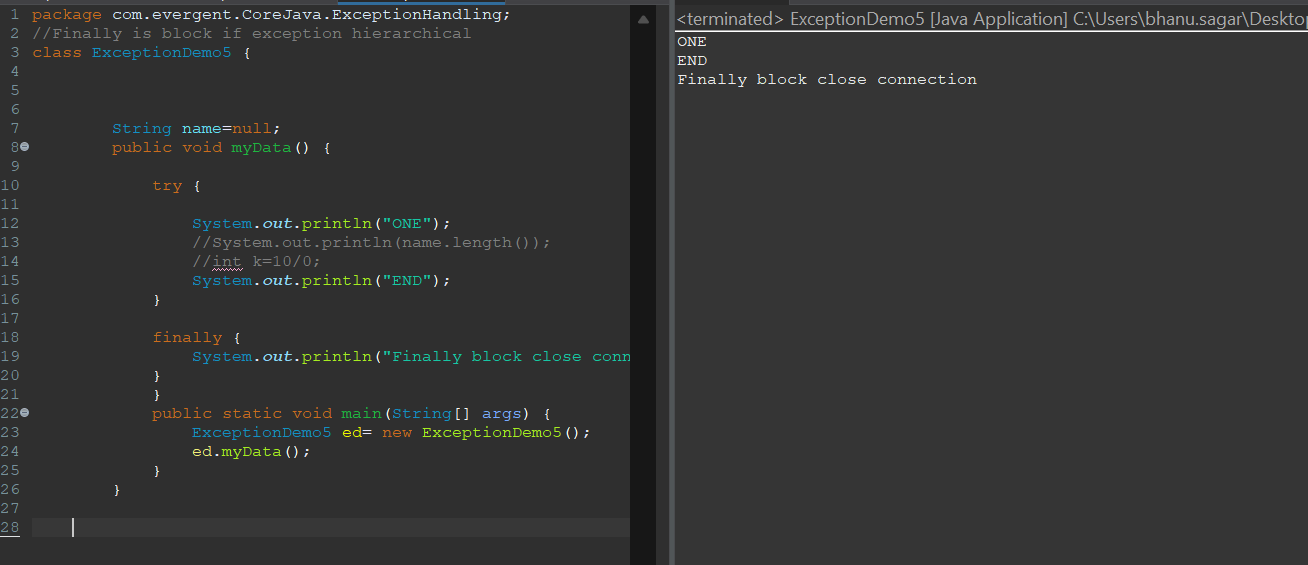 1 package com.evergent.CoreJava.ExceptionHandling;
2 //Finally is block if exception hierarchical
3 class ExceptionDemo5 {
4
5
6
7 String name=null;
8 public void myData() {
9
10 try {
11
12 System.out.println("ONE");
13 //System.out.println(name.length());
14 //int k=10/0;
15 System.out.println("END");
16 }
17
18 finally {
19 System.out.println("Finally block close conn
20 }
21 }
22 public static void main(String[] args) {
23 ExceptionDemo5 ed= new ExceptionDemo5();
24 ed.myData();
25 }
26 }
27
28
<terminated> ExceptionDemo5 [Java Application] C:\Users\bhanu.sagar\Desktop
ONE
END
Finally block close connection